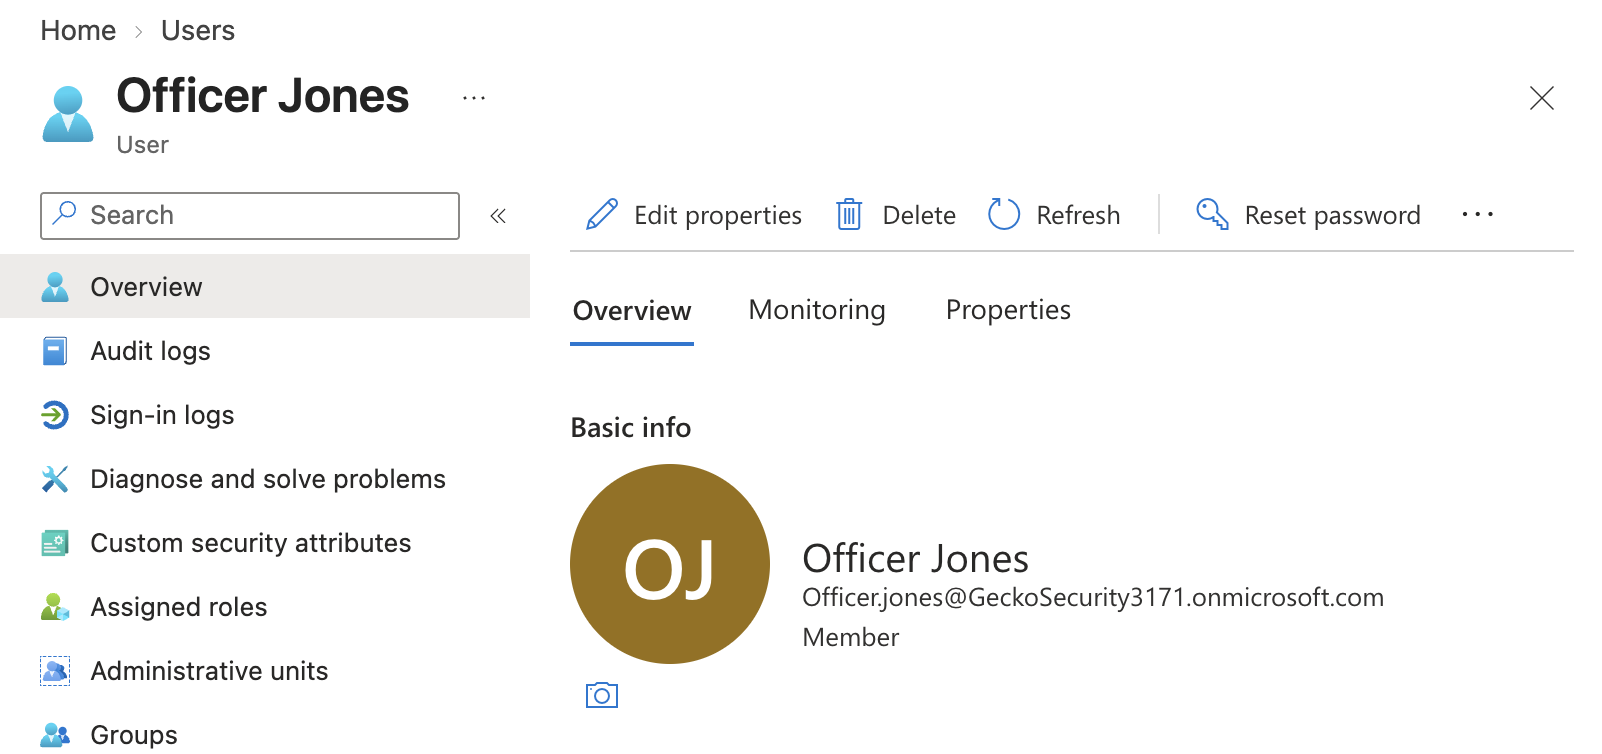 Home > Users
Officer Jones ...
User
Search «
Edit properties Delete Refresh Reset password ...
Overview
Audit logs
Sign-in logs
Diagnose and solve problems
Custom security attributes
Assigned roles
Administrative units
Groups
Overview Monitoring Properties
Basic info
OJ
Officer Jones
Officer.jones@GeckoSecurity3171.onmicrosoft.com
Member